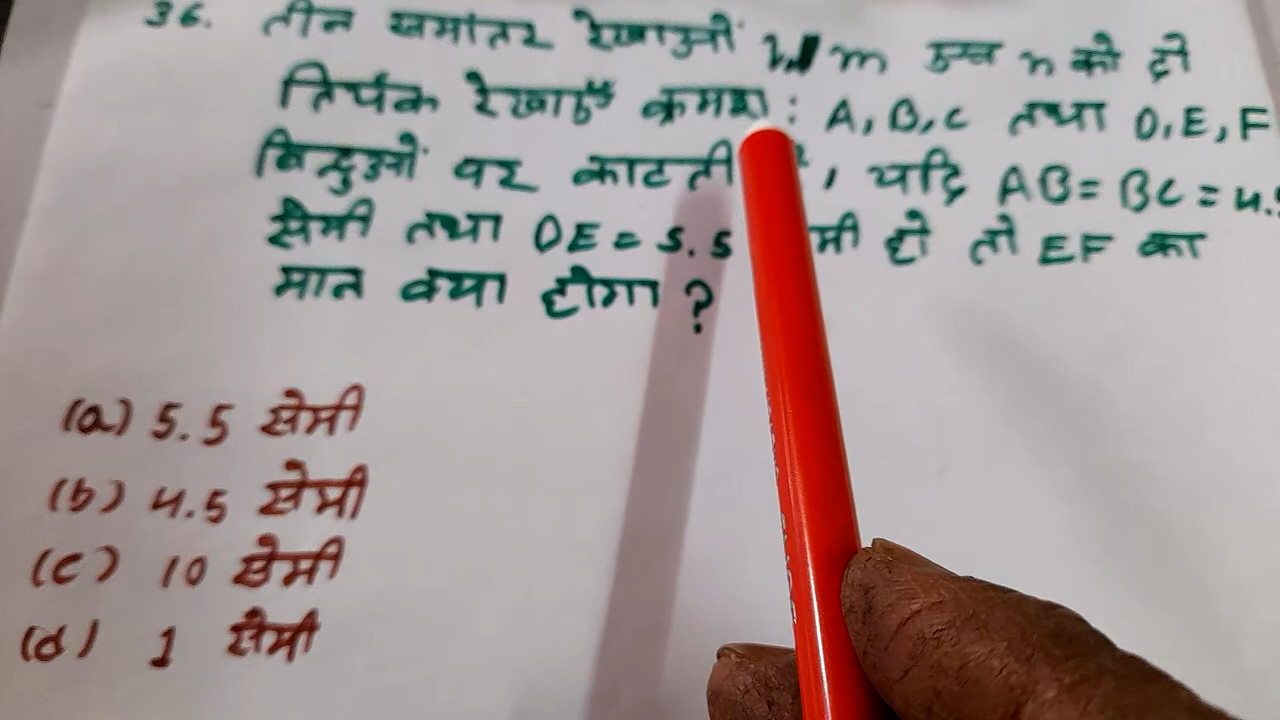 36. तीन समांतर रेखाओं m एवं n को दो
तिर्यक रेखाएँ क्रमशः A, B, C तथा D, E, F
बिन्दुओं पर काटती , यदि AB = BC = 4.
सेमी तथा DE = 5.5 मी हो तो EF का
मान क्या होगा ?
(a) 5.5 सेमी
(b) 4.5 सेमी
(c) 10 सेमी
(d) 1 सेमी